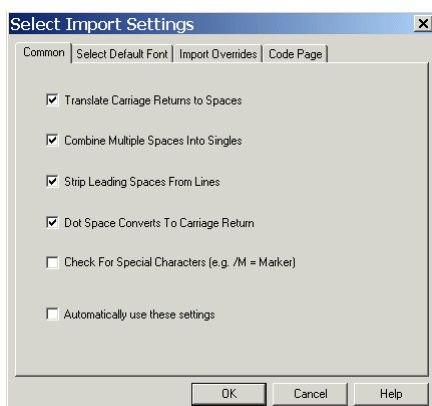 Select Import Settings
Common Select Default Font Import Overrides Code Page
Translate Carriage Returns to Spaces
Combine Multiple Spaces Into Singles
Strip Leading Spaces From Lines
Dot Space Converts To Carriage Return
Check For Special Characters (e.g. /M = Marker)
Automatically use these settings
OK Cancel Help